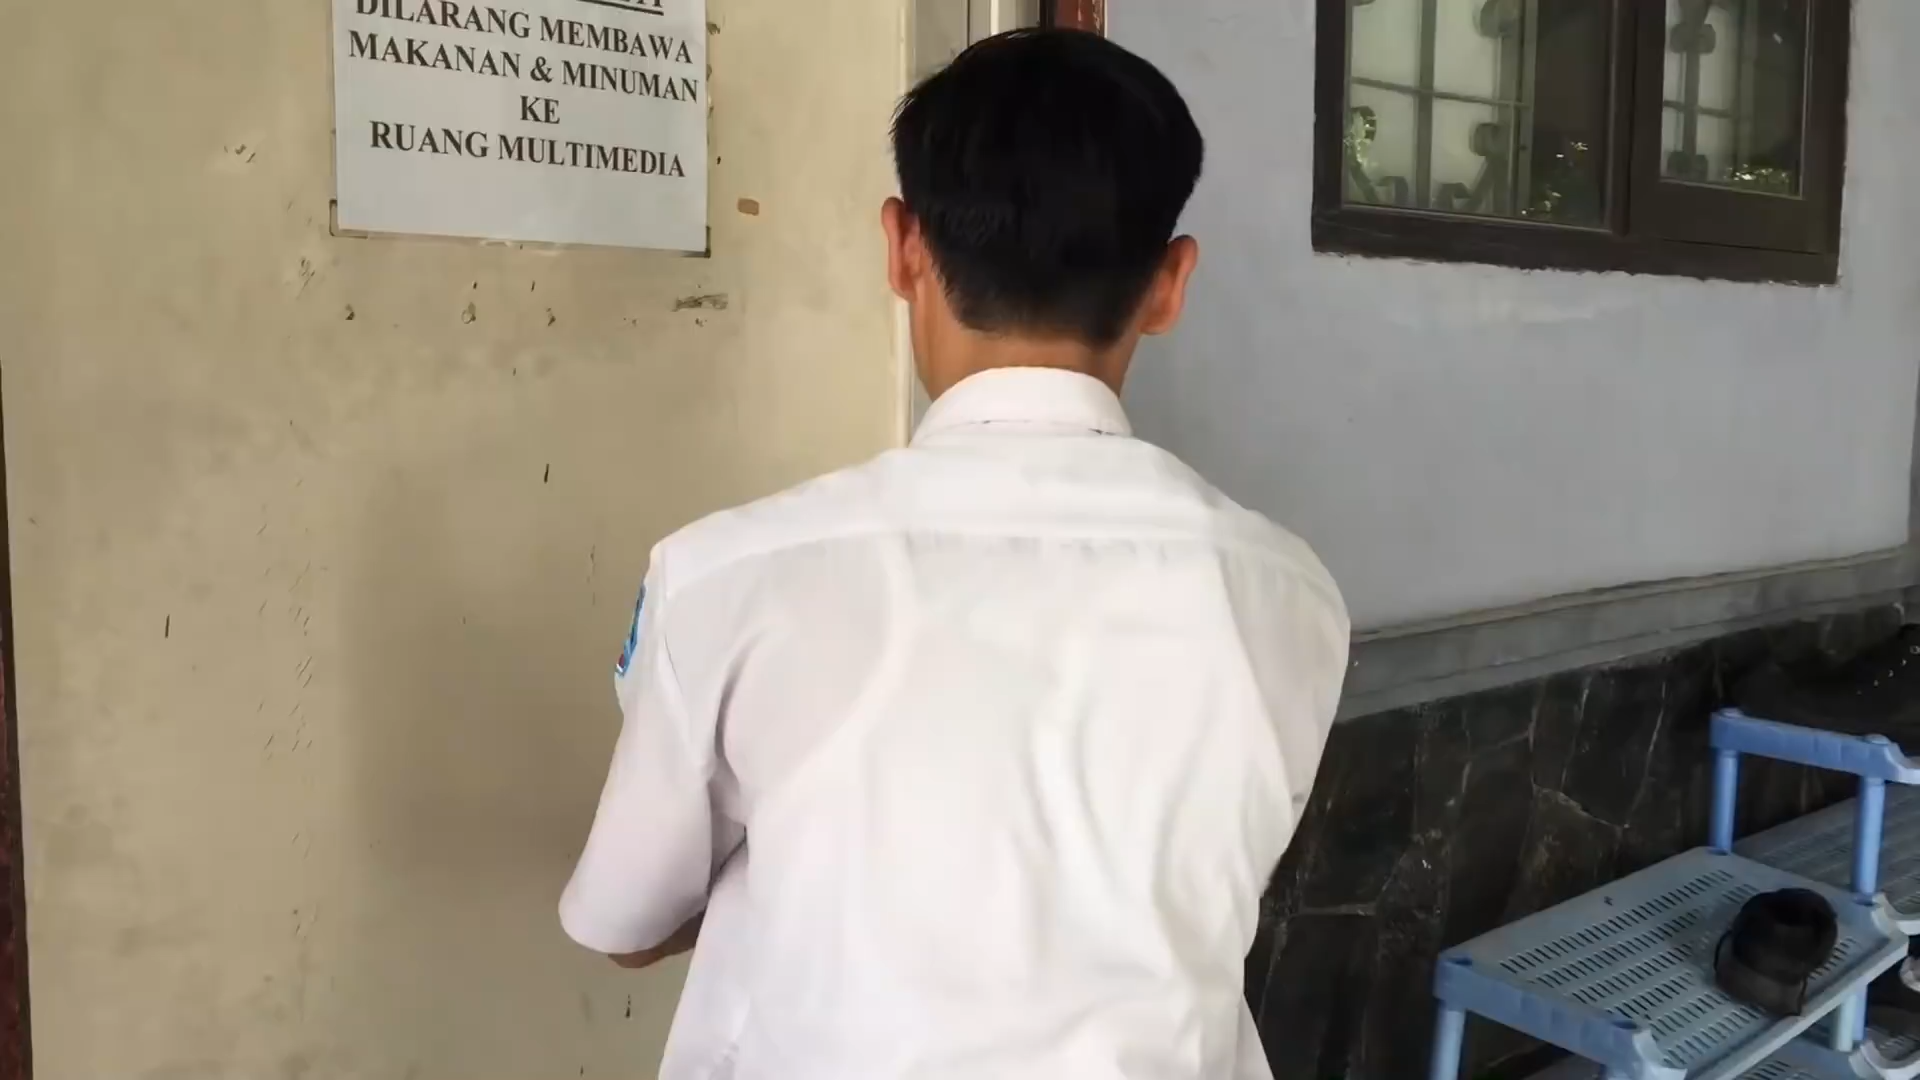 DILARANG MEMBAWA
MAKANAN & MINUMAN
KE
RUANG MULTIMEDIA